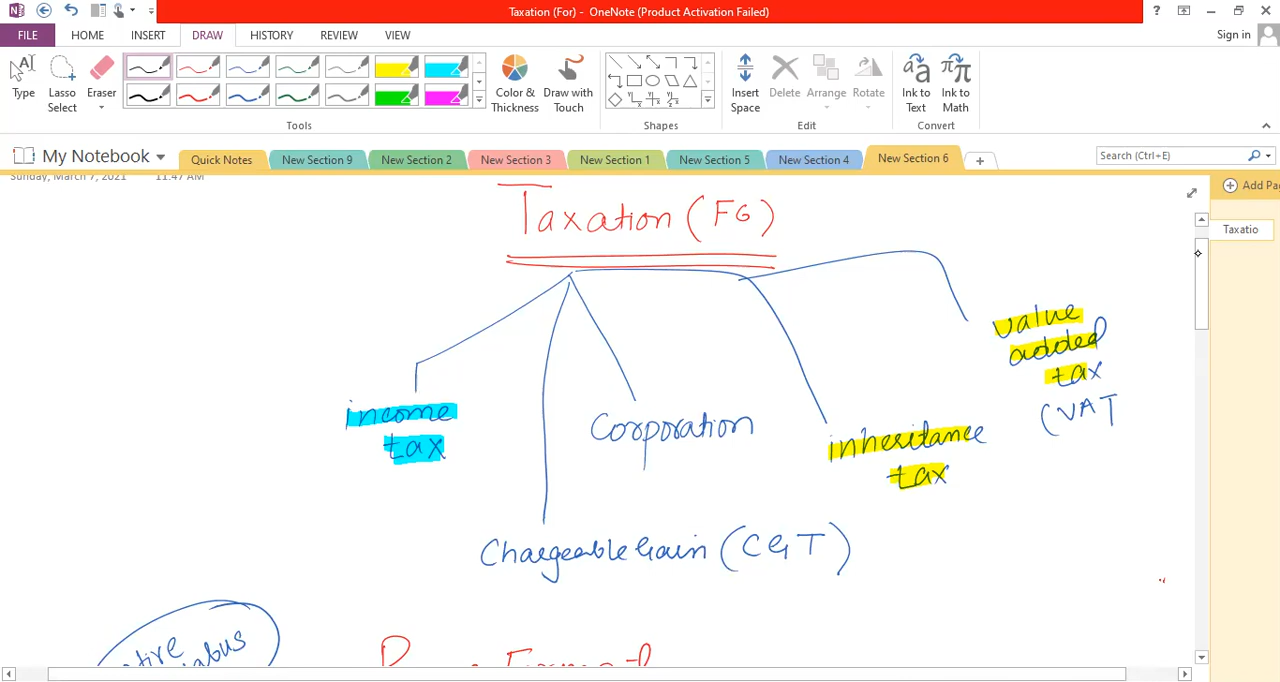 Taxation (For) - OneNote (Product Activation Failed)
FILE HOME INSERT DRAW HISTORY REVIEW VIEW
Sign in
Type
Lasso Select
Eraser
Color & Thickness
Draw with Touch
Insert Space
Delete
Arrange
Rotate
Ink to Text
Ink to Math
Tools
Shapes
Edit
Convert
My Notebook
Quick Notes New Section 9 New Section 2 New Section 3 New Section 1 New Section 5 New Section 4 New Section 6
Search (Ctrl+E)
Sunday, March 7, 2021 11:47 AM
Add Pag
Taxatio
Taxation (F6)
value
added
tax
(VAT
income
tax
Corporation
inheritance
tax
Chargeable Gain (CGT)